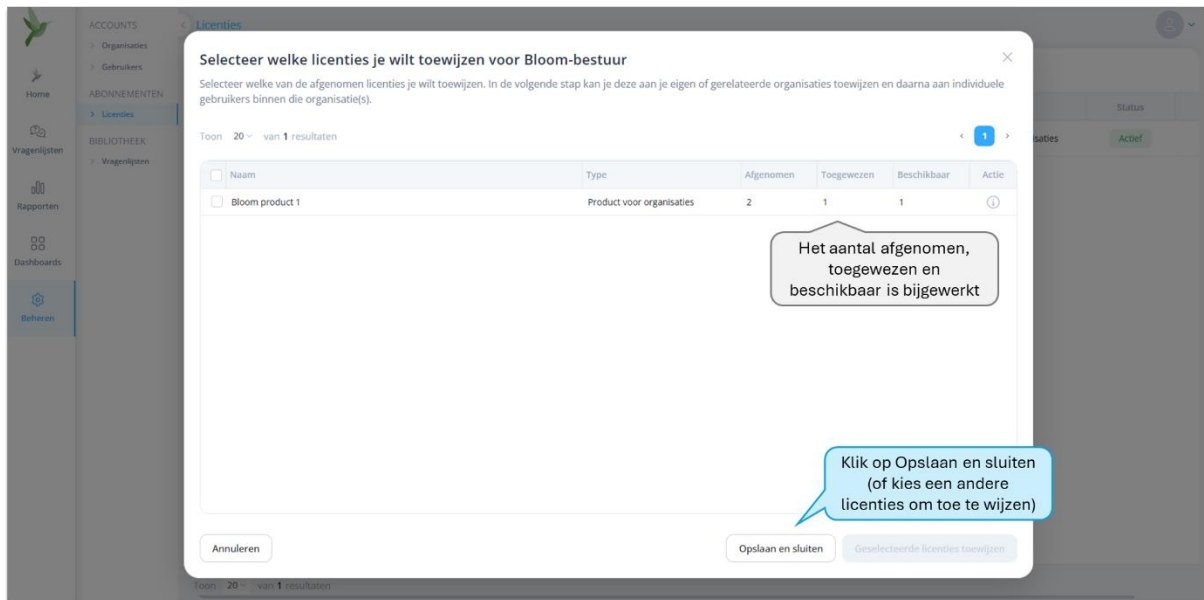 ACCOUNTS
Organisaties
Gebruikers
ABONNEMENTEN
Licenties
BIBLIOTHEEK
Vragenlijsten
Home
Vragenlijsten
Rapporten
Dashboards
Beheren
Licenties
Selecteer welke licenties je wilt toewijzen voor Bloom-bestuur
Selecteer welke van de afgenomen licenties je wilt toewijzen. In de volgende stap kan je deze aan je eigen of gerelateerde organisaties toewijzen en daarna aan individuele
gebruikers binnen die organisatie(s).
Toon 20 van 1 resultaten
1
Naam Type Afgenomen Toegewezen Beschikbaar Actie
Bloom product 1 Product voor organisaties 2 1 1
Status
isaties Actief
Het aantal afgenomen,
toegewezen en
beschikbaar is bijgewerkt
Klik op Opslaan en sluiten
(of kies een andere
licenties om toe te wijzen)
Annuleren Opslaan en sluiten Geselecteerde licenties toewijzen
Toon 20 van 1 resultaten